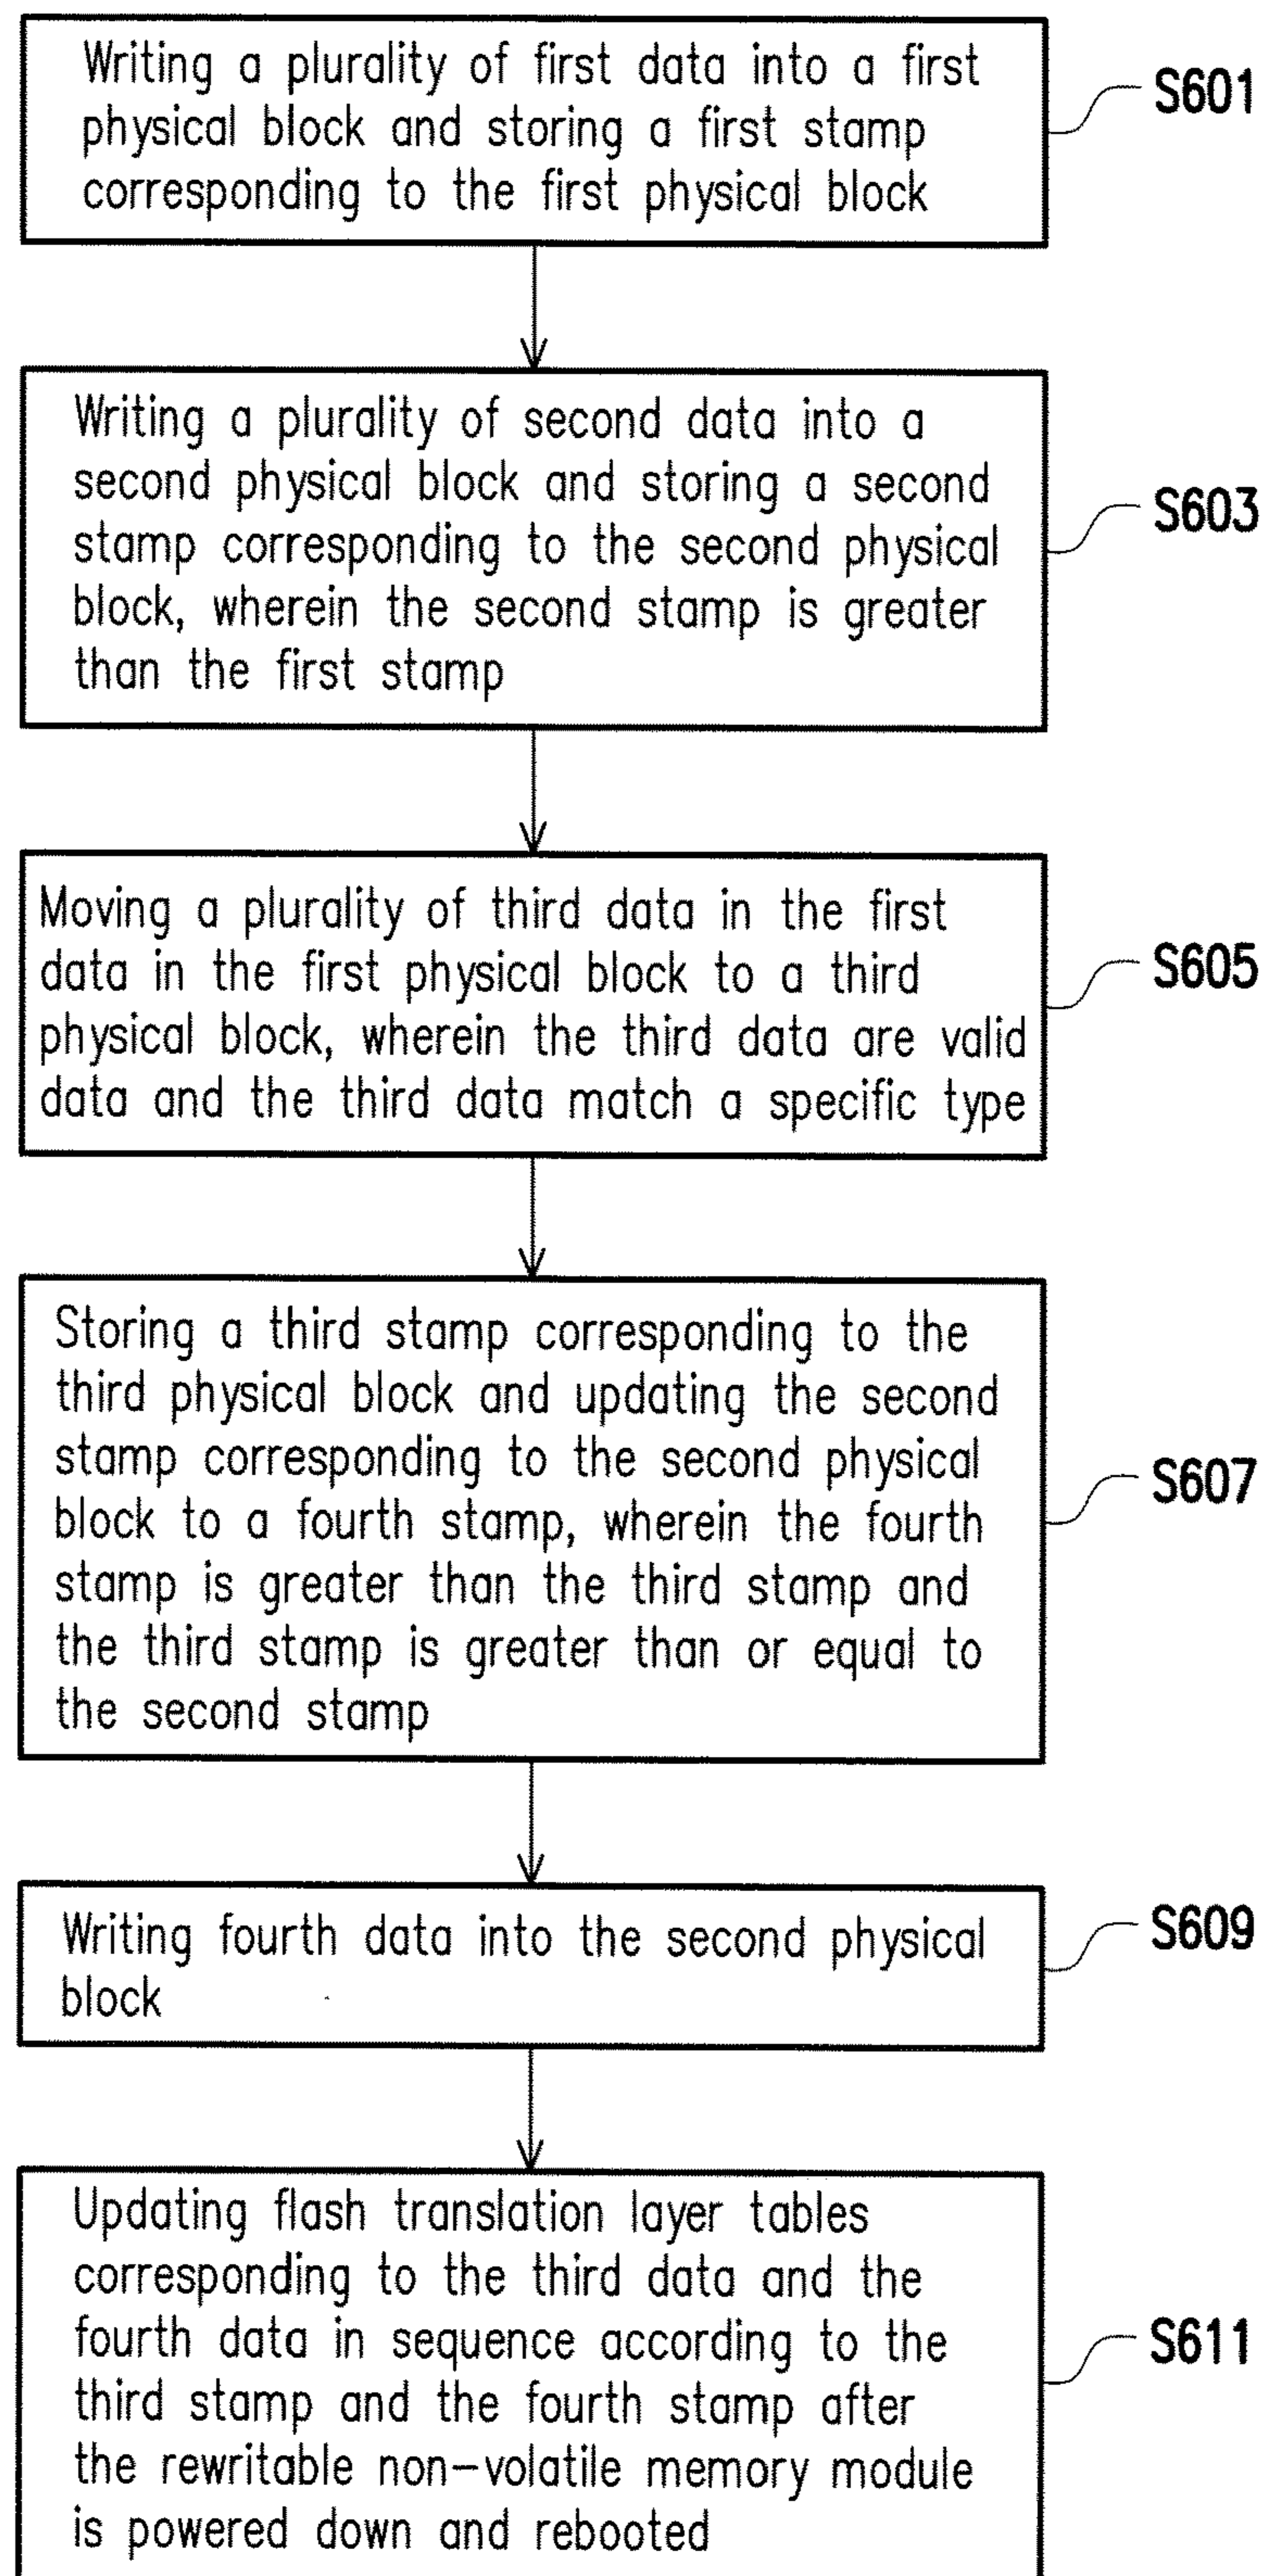 Writing a plurality of first data into a first
physical block and storing a first stamp
corresponding to the first physical block
S601
Writing a plurality of second data into a
second physical block and storing a second
stamp corresponding to the second physical
block, wherein the second stamp is greater
than the first stamp
S603
Moving a plurality of third data in the first
data in the first physical block to a third
physical block, wherein the third data are valid
data and the third data match a specific type
S605
Storing a third stamp corresponding to the
third physical block and updating the second
stamp corresponding to the second physical
block to a fourth stamp, wherein the fourth
stamp is greater than the third stamp and
the third stamp is greater than or equal to
the second stamp
S607
Writing fourth data into the second physical
block
S609
Updating flash translation layer tables
corresponding to the third data and the
fourth data in sequence according to the
third stamp and the fourth stamp after
the rewritable non-volatile memory module
is powered down and rebooted
S611